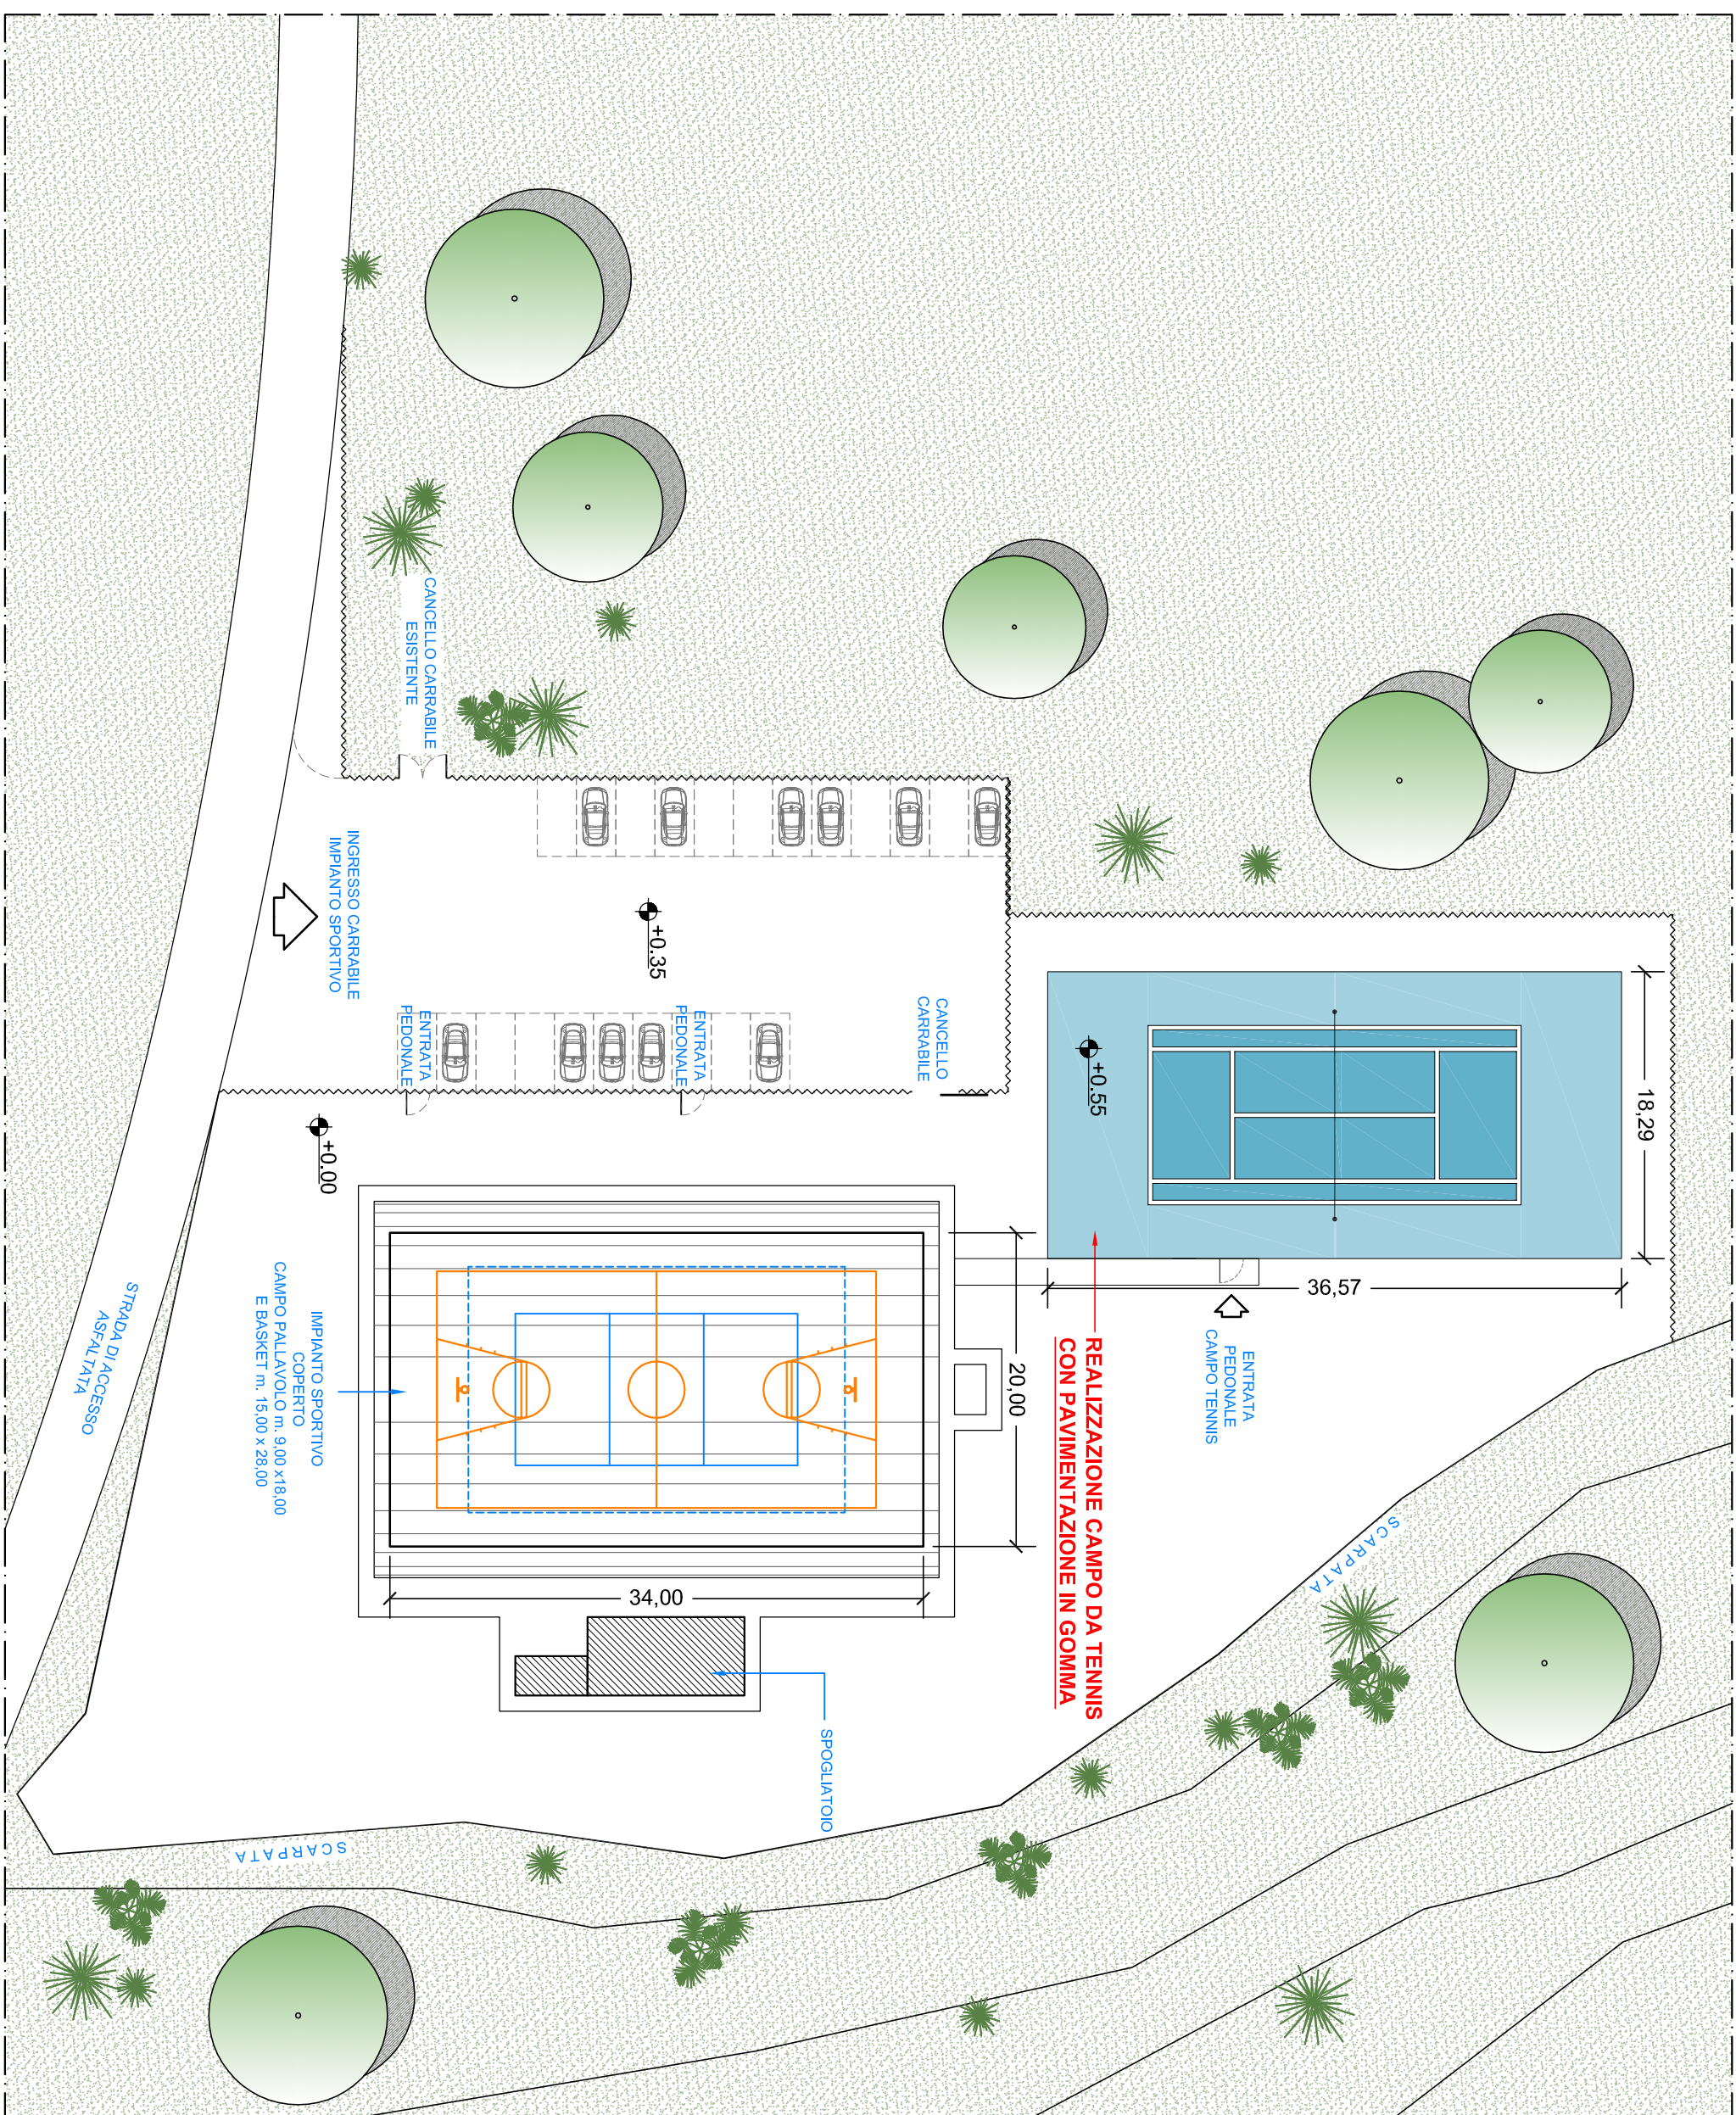 CANCELLO CARRABILE
ESISTENTE
INGRESSO CARRABILE
IMPIANTO SPORTIVO
+0.35
ENTRATA
PEDONALE
ENTRATA
PEDONALE
CANCELLO
CARRABILE
+0.55
18,29
+0.00
36,57
20,00
REALIZZAZIONE CAMPO DA TENNIS
CON PAVIMENTAZIONE IN GOMMA
ENTRATA
PEDONALE
CAMPO TENNIS
STRADA DI ACCESSO
ASFALTATA
IMPIANTO SPORTIVO
COPERTO
CAMPO PALLAVOLO m. 9,00 x18,00
E BASKET m. 15,00 x 28,00
34,00
SPOGLIATOIO
SCARPATA
SCARPATA